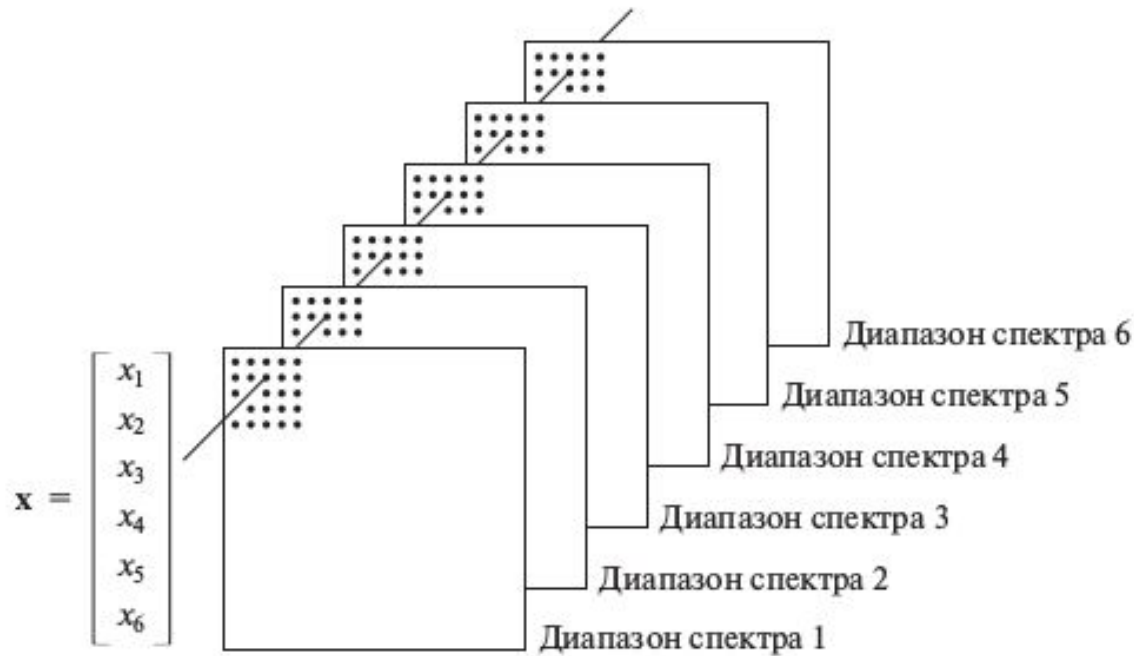 Диапазон спектра 6
Диапазон спектра 5
Диапазон спектра 4
Диапазон спектра 3
Диапазон спектра 2
Диапазон спектра 1
x =
x₁
x₂
x₃
x₄
x₅
x₆